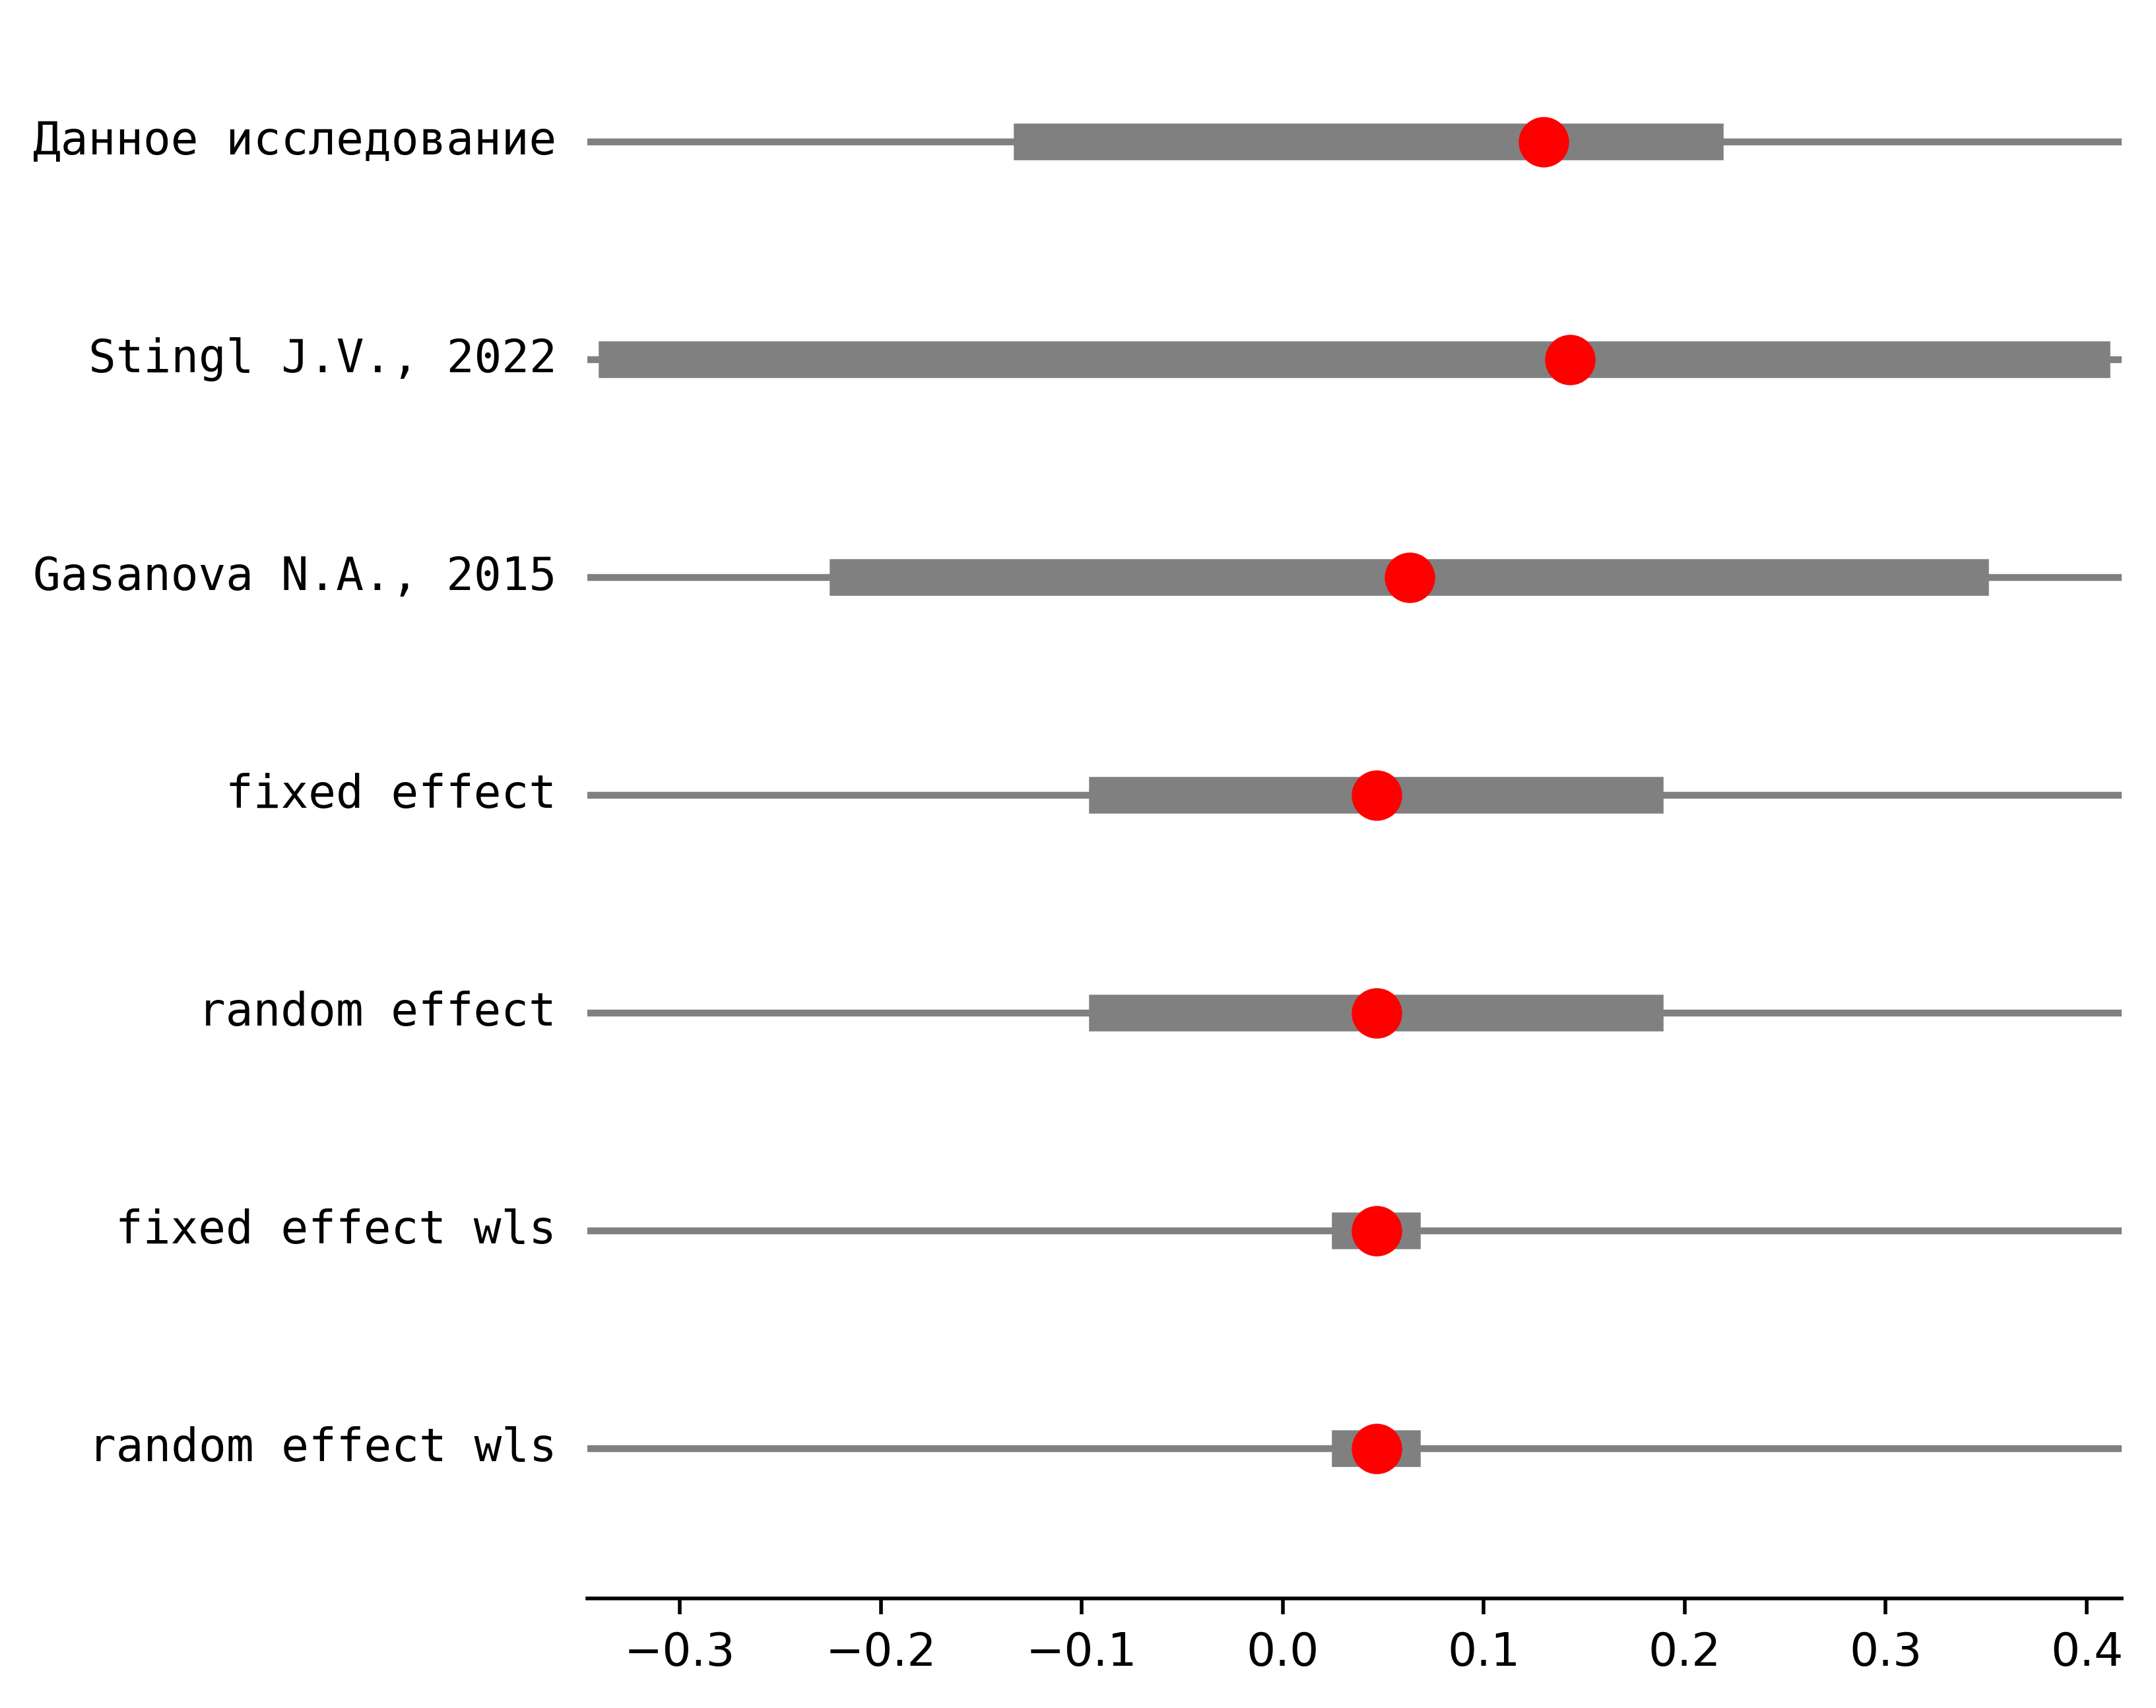 Данное исследование
Stingl J.V., 2022
Gasanova N.A., 2015
fixed effect
random effect
fixed effect wls
random effect wls
−0.3 −0.2 −0.1 0.0 0.1 0.2 0.3 0.4